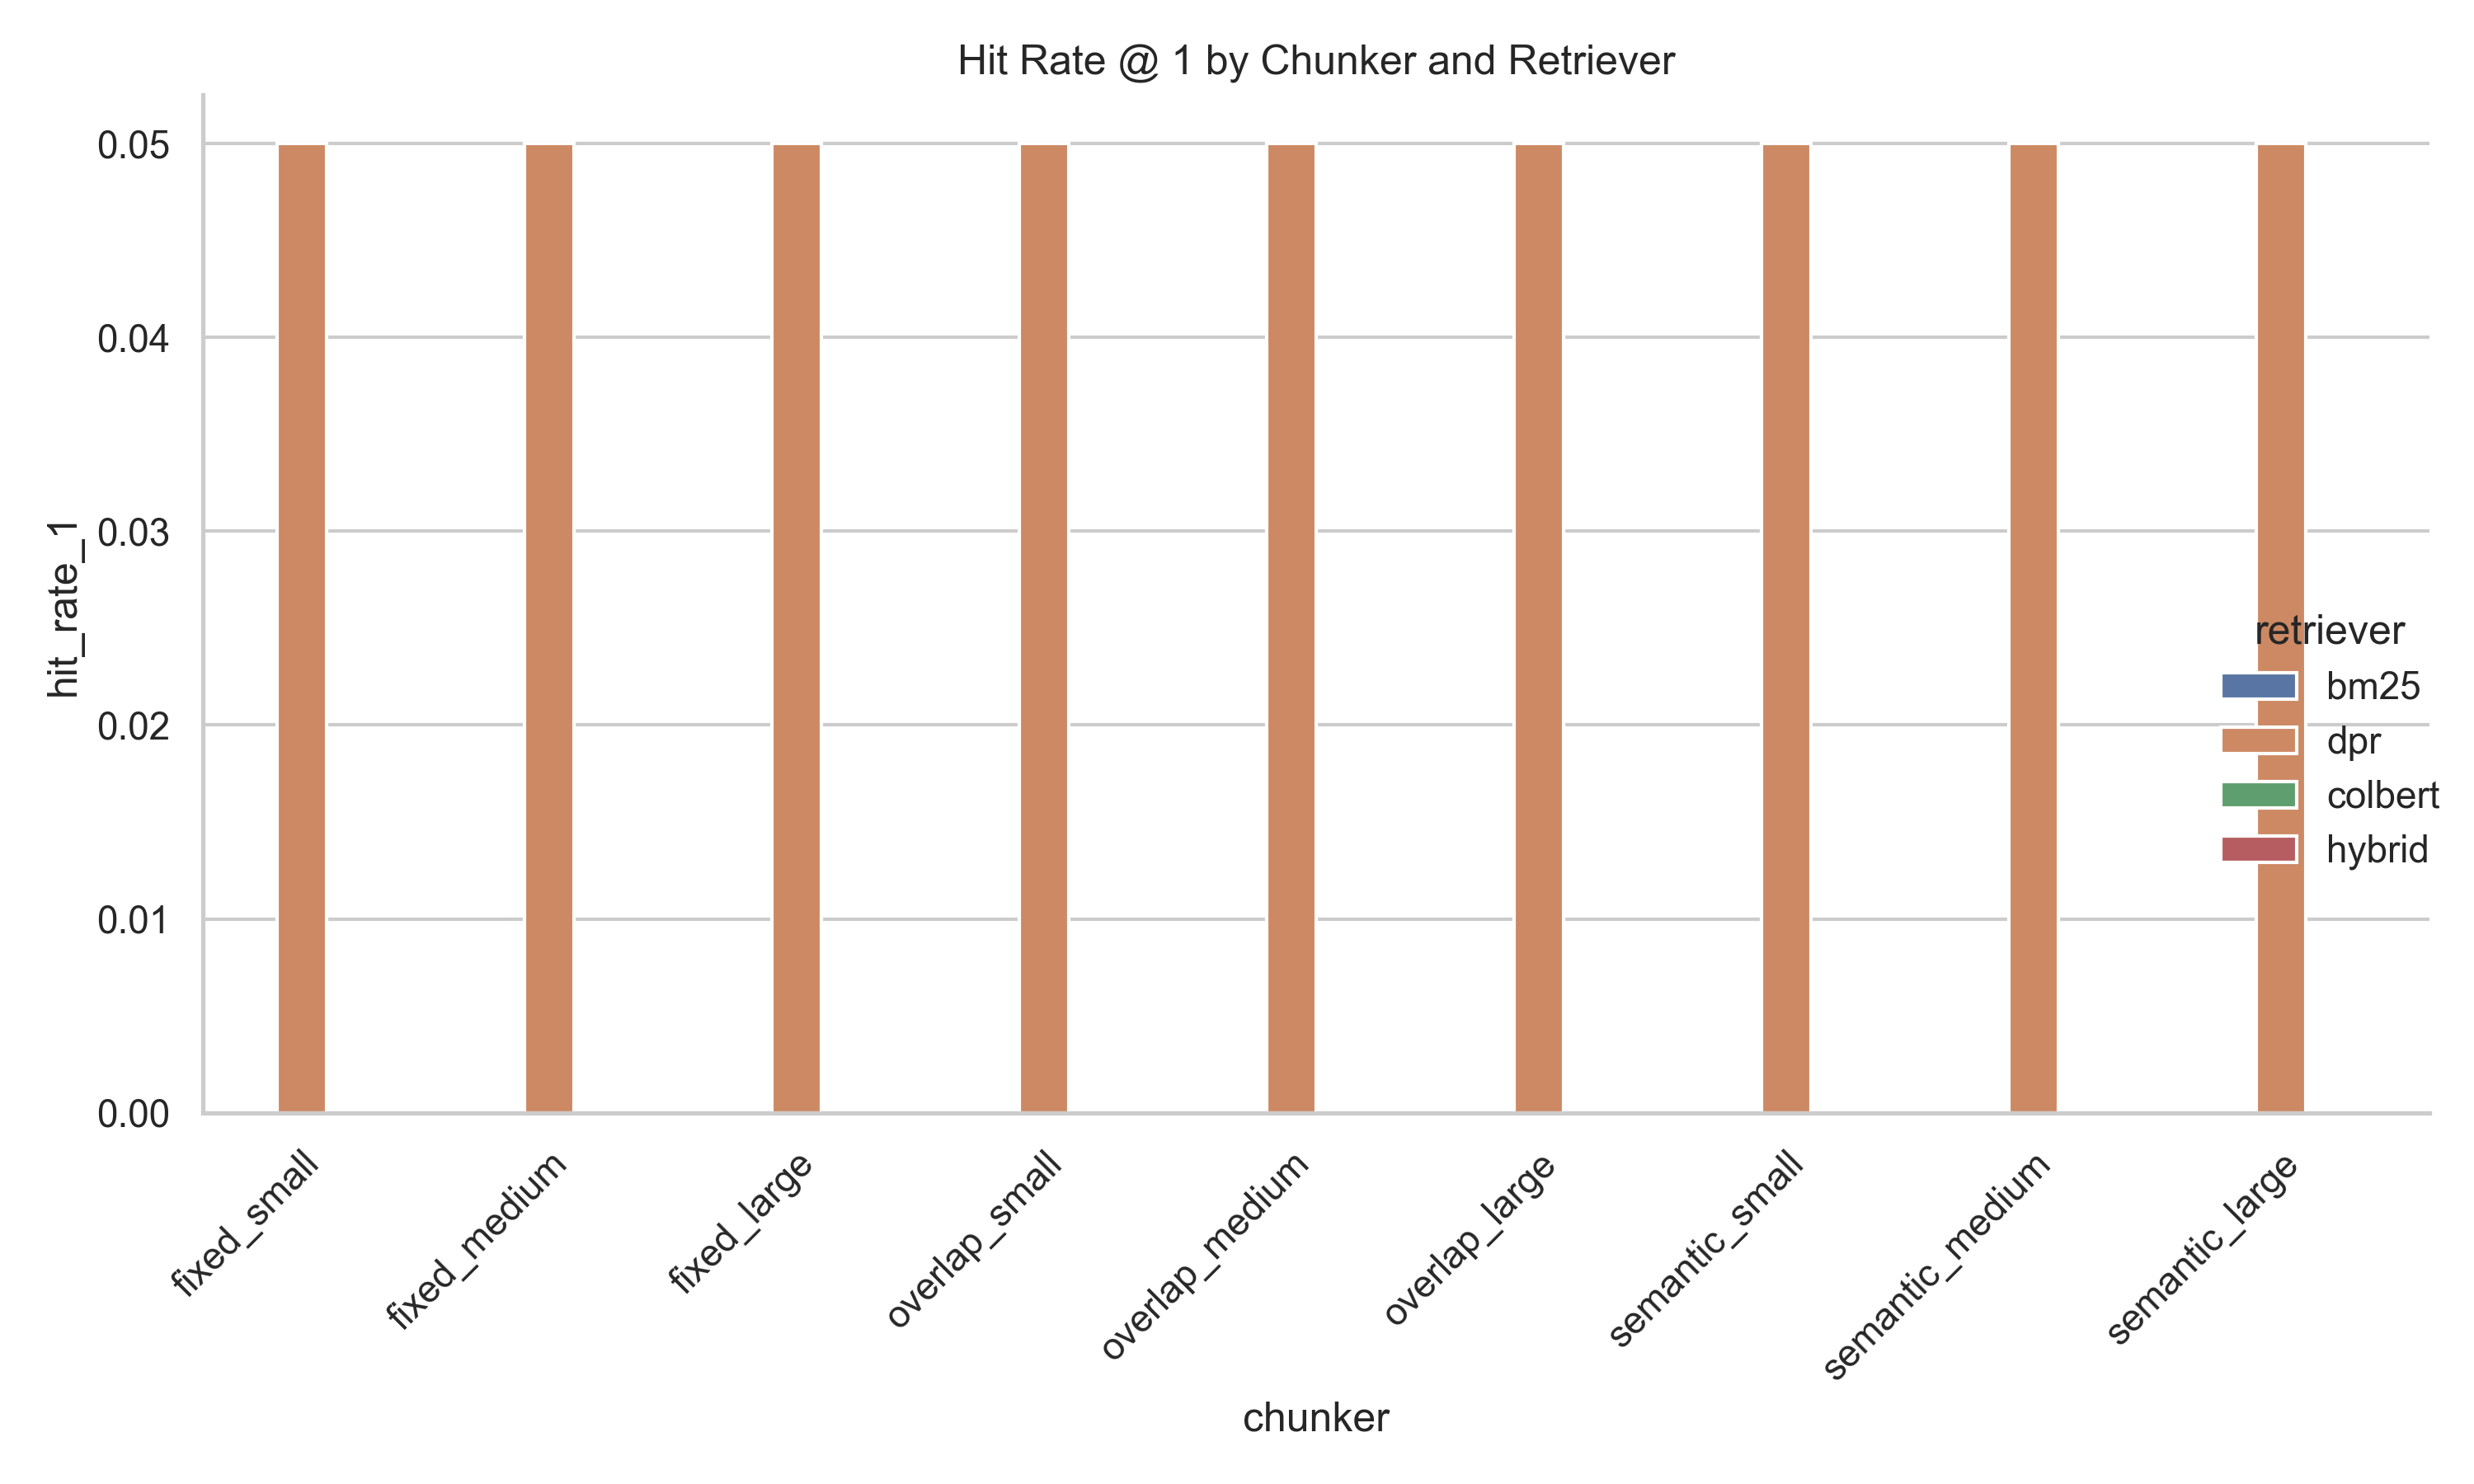 Hit Rate @ 1 by Chunker and Retriever
hit_rate_1
0.05
0.04
0.03
0.02
0.01
0.00
retriever
bm25
dpr
colbert
hybrid
fixed_small
fixed_medium
fixed_large
overlap_small
overlap_medium
overlap_large
semantic_small
semantic_medium
semantic_large
chunker